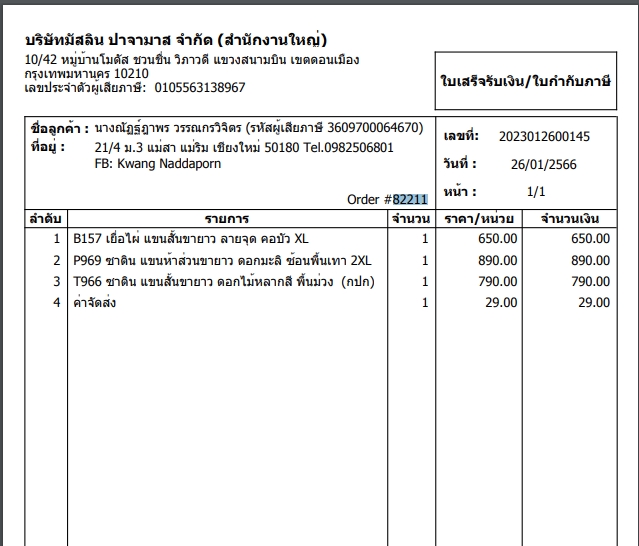 บริษัทมัสลิน ปาจามาส จำกัด (สำนักงานใหญ่)
10/42 หมู่บ้านโมดัส ชวนชื่น วิภาวดี แขวงสนามบิน เขตดอนเมือง
กรุงเทพมหานคร 10210
เลขประจำตัวผู้เสียภาษี: 0105563138967
ใบเสร็จรับเงิน/ใบกำกับภาษี
ชื่อลูกค้า : นางณัฏฐ์ฎาพร วรรณกรวิจิตร (รหัสผู้เสียภาษี 3609700064670)
ที่อยู่ : 21/4 ม.3 แม่สา แม่ริม เชียงใหม่ 50180 Tel.0982506801
FB: Kwang Naddaporn
Order #82211
เลขที่: 2023012600145
วันที่ : 26/01/2566
หน้า : 1/1
ลำดับ รายการ จำนวน ราคา/หน่วย จำนวนเงิน
1 B157 เยื่อไผ่ แขนสั้นขายาว ลายจุด คอบัว XL 1 650.00 650.00
2 P969 ซาติน แขนห้าส่วนขายาว ดอกมะลิ ซ้อนพื้นเทา 2XL 1 890.00 890.00
3 T966 ซาติน แขนสั้นขายาว ดอกไม้หลากสี พื้นม่วง (กปก) 1 790.00 790.00
4 ค่าจัดส่ง 1 29.00 29.00